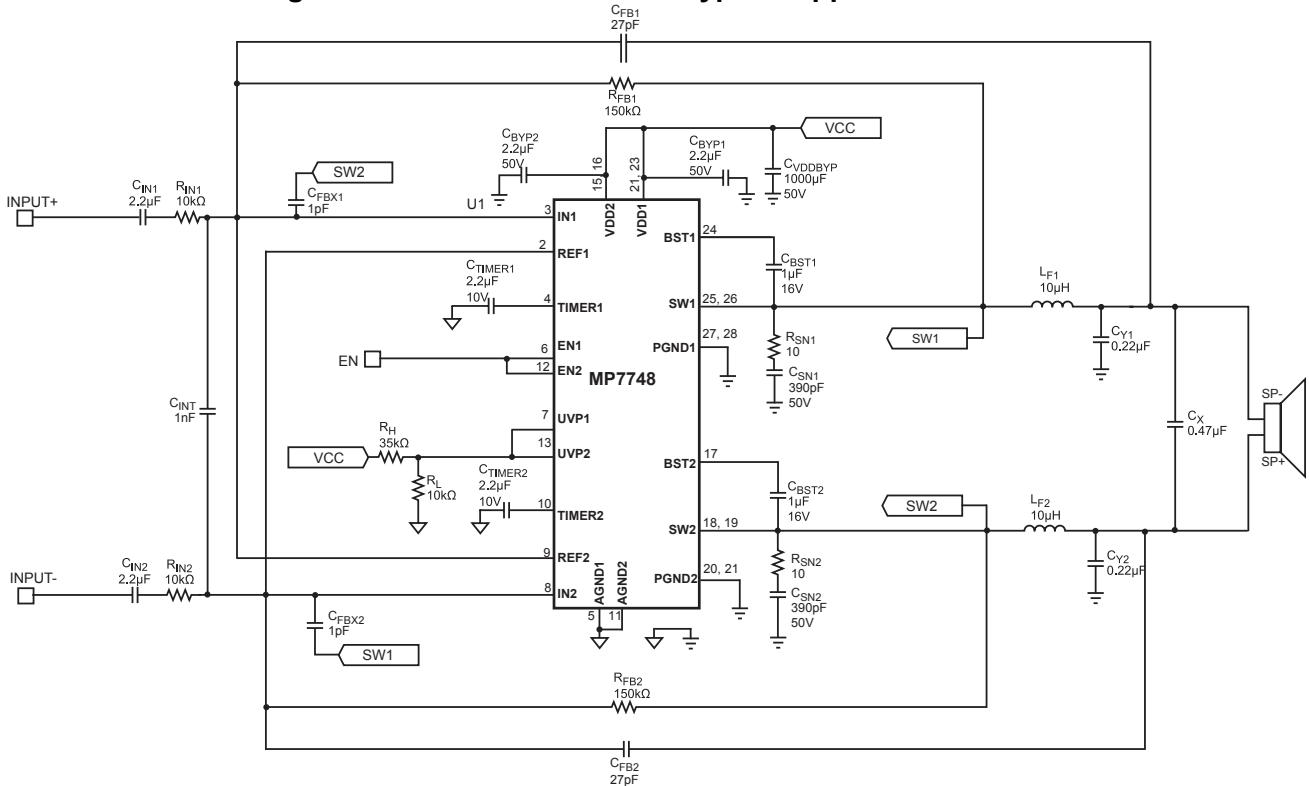 CFB1
27pF
RFB1
150kΩ
VCC
CBYP2
2.2µF
50V
15, 16
21, 23
CBYP1
2.2µF
50V
CVDDBYP
1000µF
50V
SW2
CFBX1
1pF
INPUT+
CIN1
2.2µF
RIN1
10kΩ
U1
3
IN1
VDD2
VDD1
BST1
24
2
REF1
CBST1
1µF
16V
CTIMER1
2.2µF
10V
4
TIMER1
SW1
25, 26
LF1
10µH
SW1
CY1
0.22µF
RSN1
10
CSN1
390pF
50V
PGND1
27, 28
EN
6
EN1
12
EN2
MP7748
CINT
1nF
7
UVP1
13
UVP2
VCC
RH
35kΩ
RL
10kΩ
CX
0.47µF
SP-
SP+
BST2
17
CBST2
1µF
16V
CTIMER2
2.2µF
10V
10
TIMER2
SW2
18, 19
SW2
LF2
10µH
CY2
0.22µF
RSN2
10
CSN2
390pF
50V
9
REF2
PGND2
20, 21
INPUT-
CIN2
2.2µF
RIN2
10kΩ
8
IN2
AGND1
AGND2
5
11
CFBX2
1pF
SW1
RFB2
150kΩ
CFB2
27pF